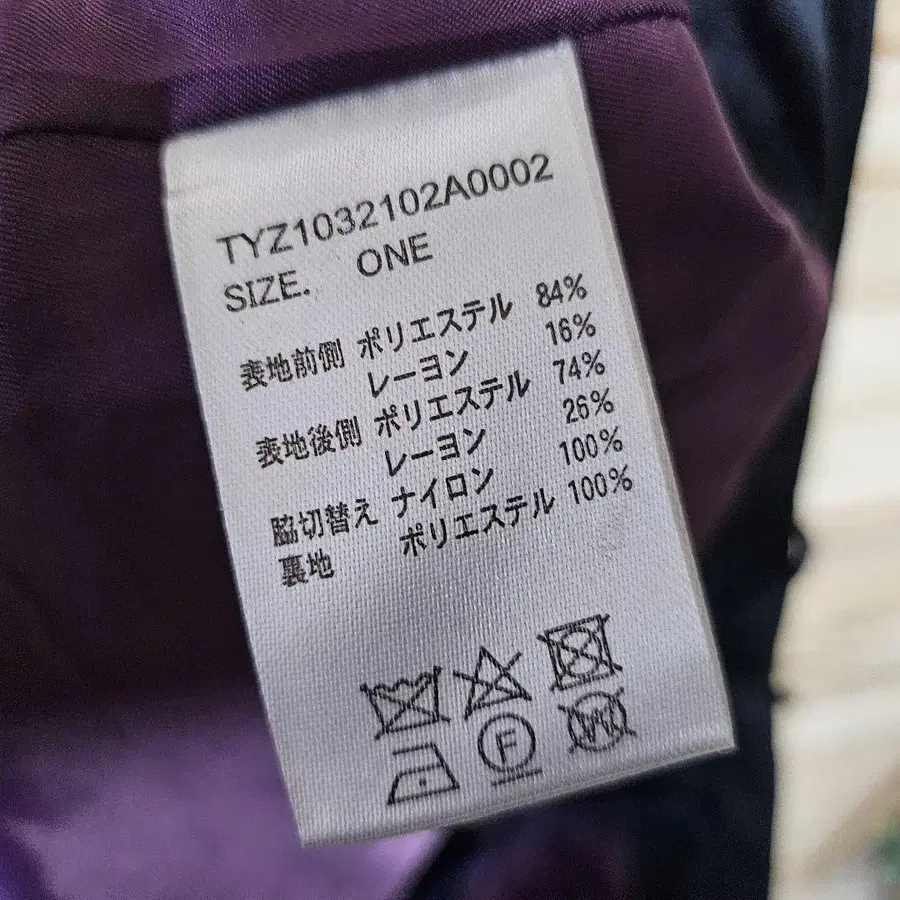 TYZ1032102A0002
SIZE. ONE
表地前側 ポリエステル 84%
レーヨン 16%
表地後側 ポリエステル 74%
レーヨン 26%
脇切替え ナイロン 100%
裏地 ポリエステル 100%
F
W